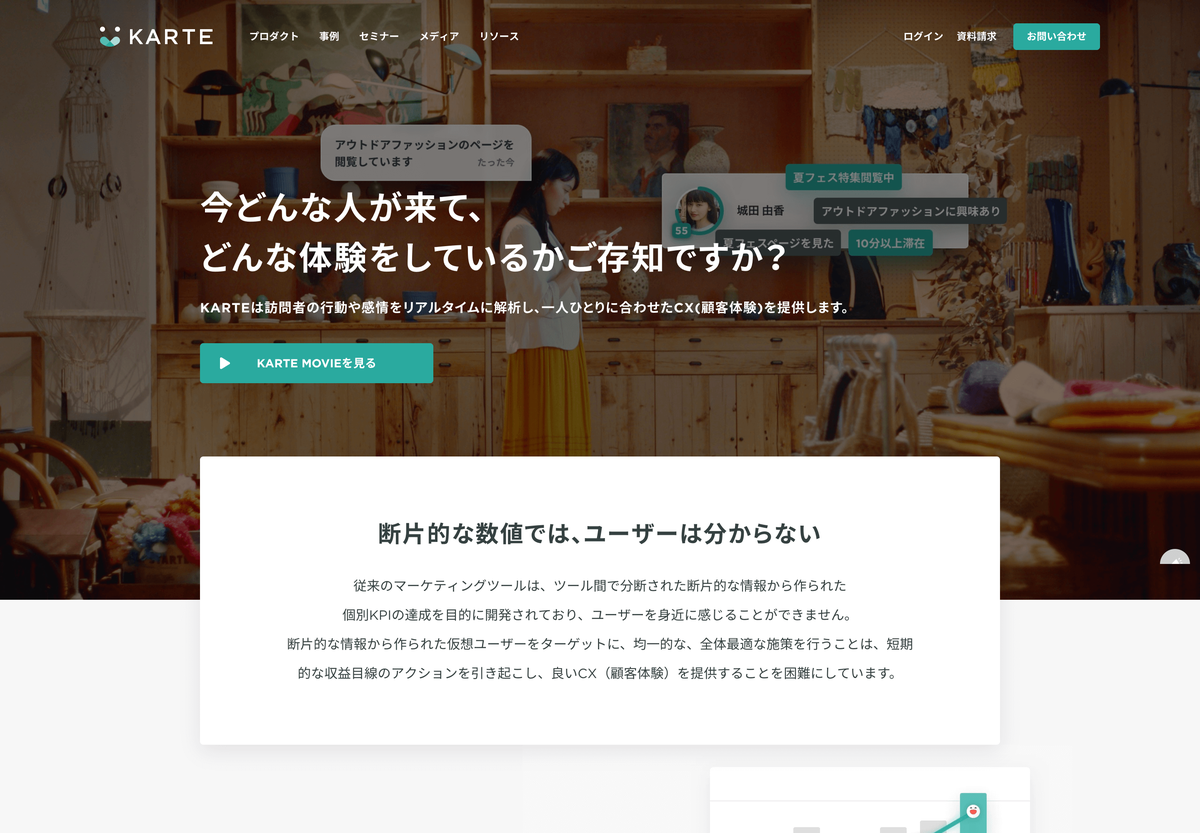 KARTE
プロダクト
事例
セミナー
メディア
リソース
ログイン
資料請求
お問い合わせ
アウトドアファッションのページを
閲覧しています
たった今
夏フェス特集閲覧中
城田 由香
アウトドアファッションに興味あり
55
夏フェスページを見た
10分以上滞在
今どんな人が来て、
どんな体験をしているかご存知ですか？
KARTEは訪問者の行動や感情をリアルタイムに解析し、一人ひとりに合わせたCX(顧客体験)を提供します。
KARTE MOVIEを見る
断片的な数値では、ユーザーは分からない
従来のマーケティングツールは、ツール間で分断された断片的な情報から作られた
個別KPIの達成を目的に開発されており、ユーザーを身近に感じることができません。
断片的な情報から作られた仮想ユーザーをターゲットに、均一的な、全体最適な施策を行うことは、短期
的な収益目線のアクションを引き起こし、良いCX（顧客体験）を提供することを困難にしています。